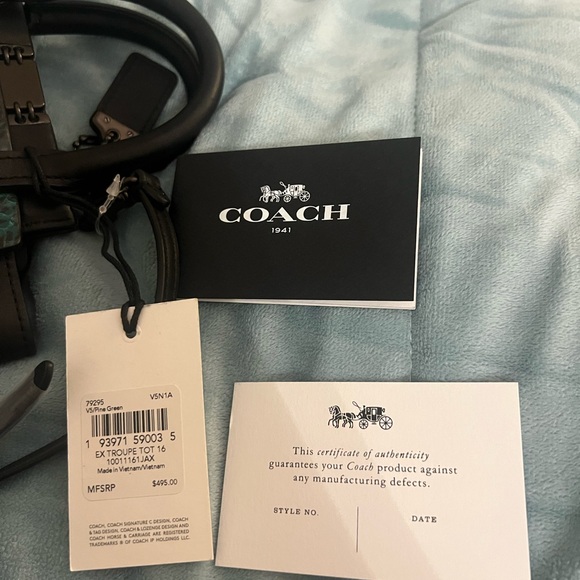 COACH
1941
79295 V5N1A
V5/Pine Green
1 93971 59003 5
EX TROUPE TOT 16
10011161JAX
Made in Vietnam/Vietnam
MFSRP $495.00
COACH, COACH SIGNATURE C DESIGN, COACH
& TAG DESIGN, COACH & LOZENGE DESIGN AND
COACH HORSE & CARRIAGE ARE REGISTERED
TRADEMARKS ® OF COACH IP HOLDINGS LLC.
This certificate of authenticity
guarantees your Coach product against
any manufacturing defects.
STYLE NO. DATE